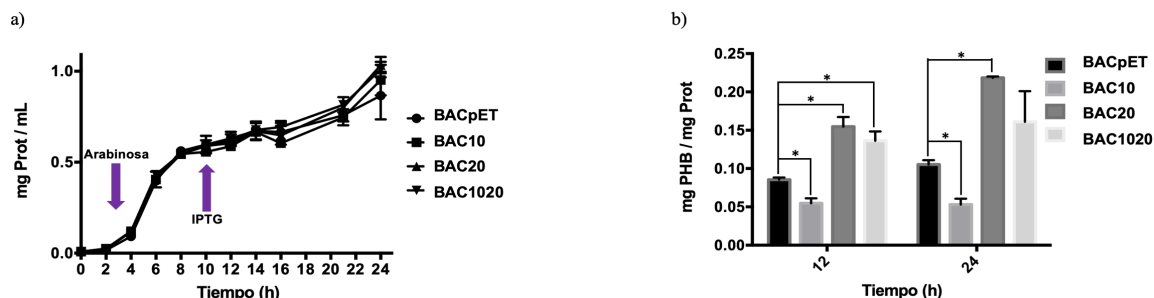 a)
mg Prot / mL
1.0
0.5
0.0
Arabinosa
IPTG
0 2 4 6 8 10 12 14 16 18 20 22 24
Tiempo (h)
BACpET
BAC10
BAC20
BAC1020
b)
mg PHB / mg Prot
0.25
0.20
0.15
0.10
0.05
0.00
* * * * *
12 24
Tiempo (h)
BACpET
BAC10
BAC20
BAC1020